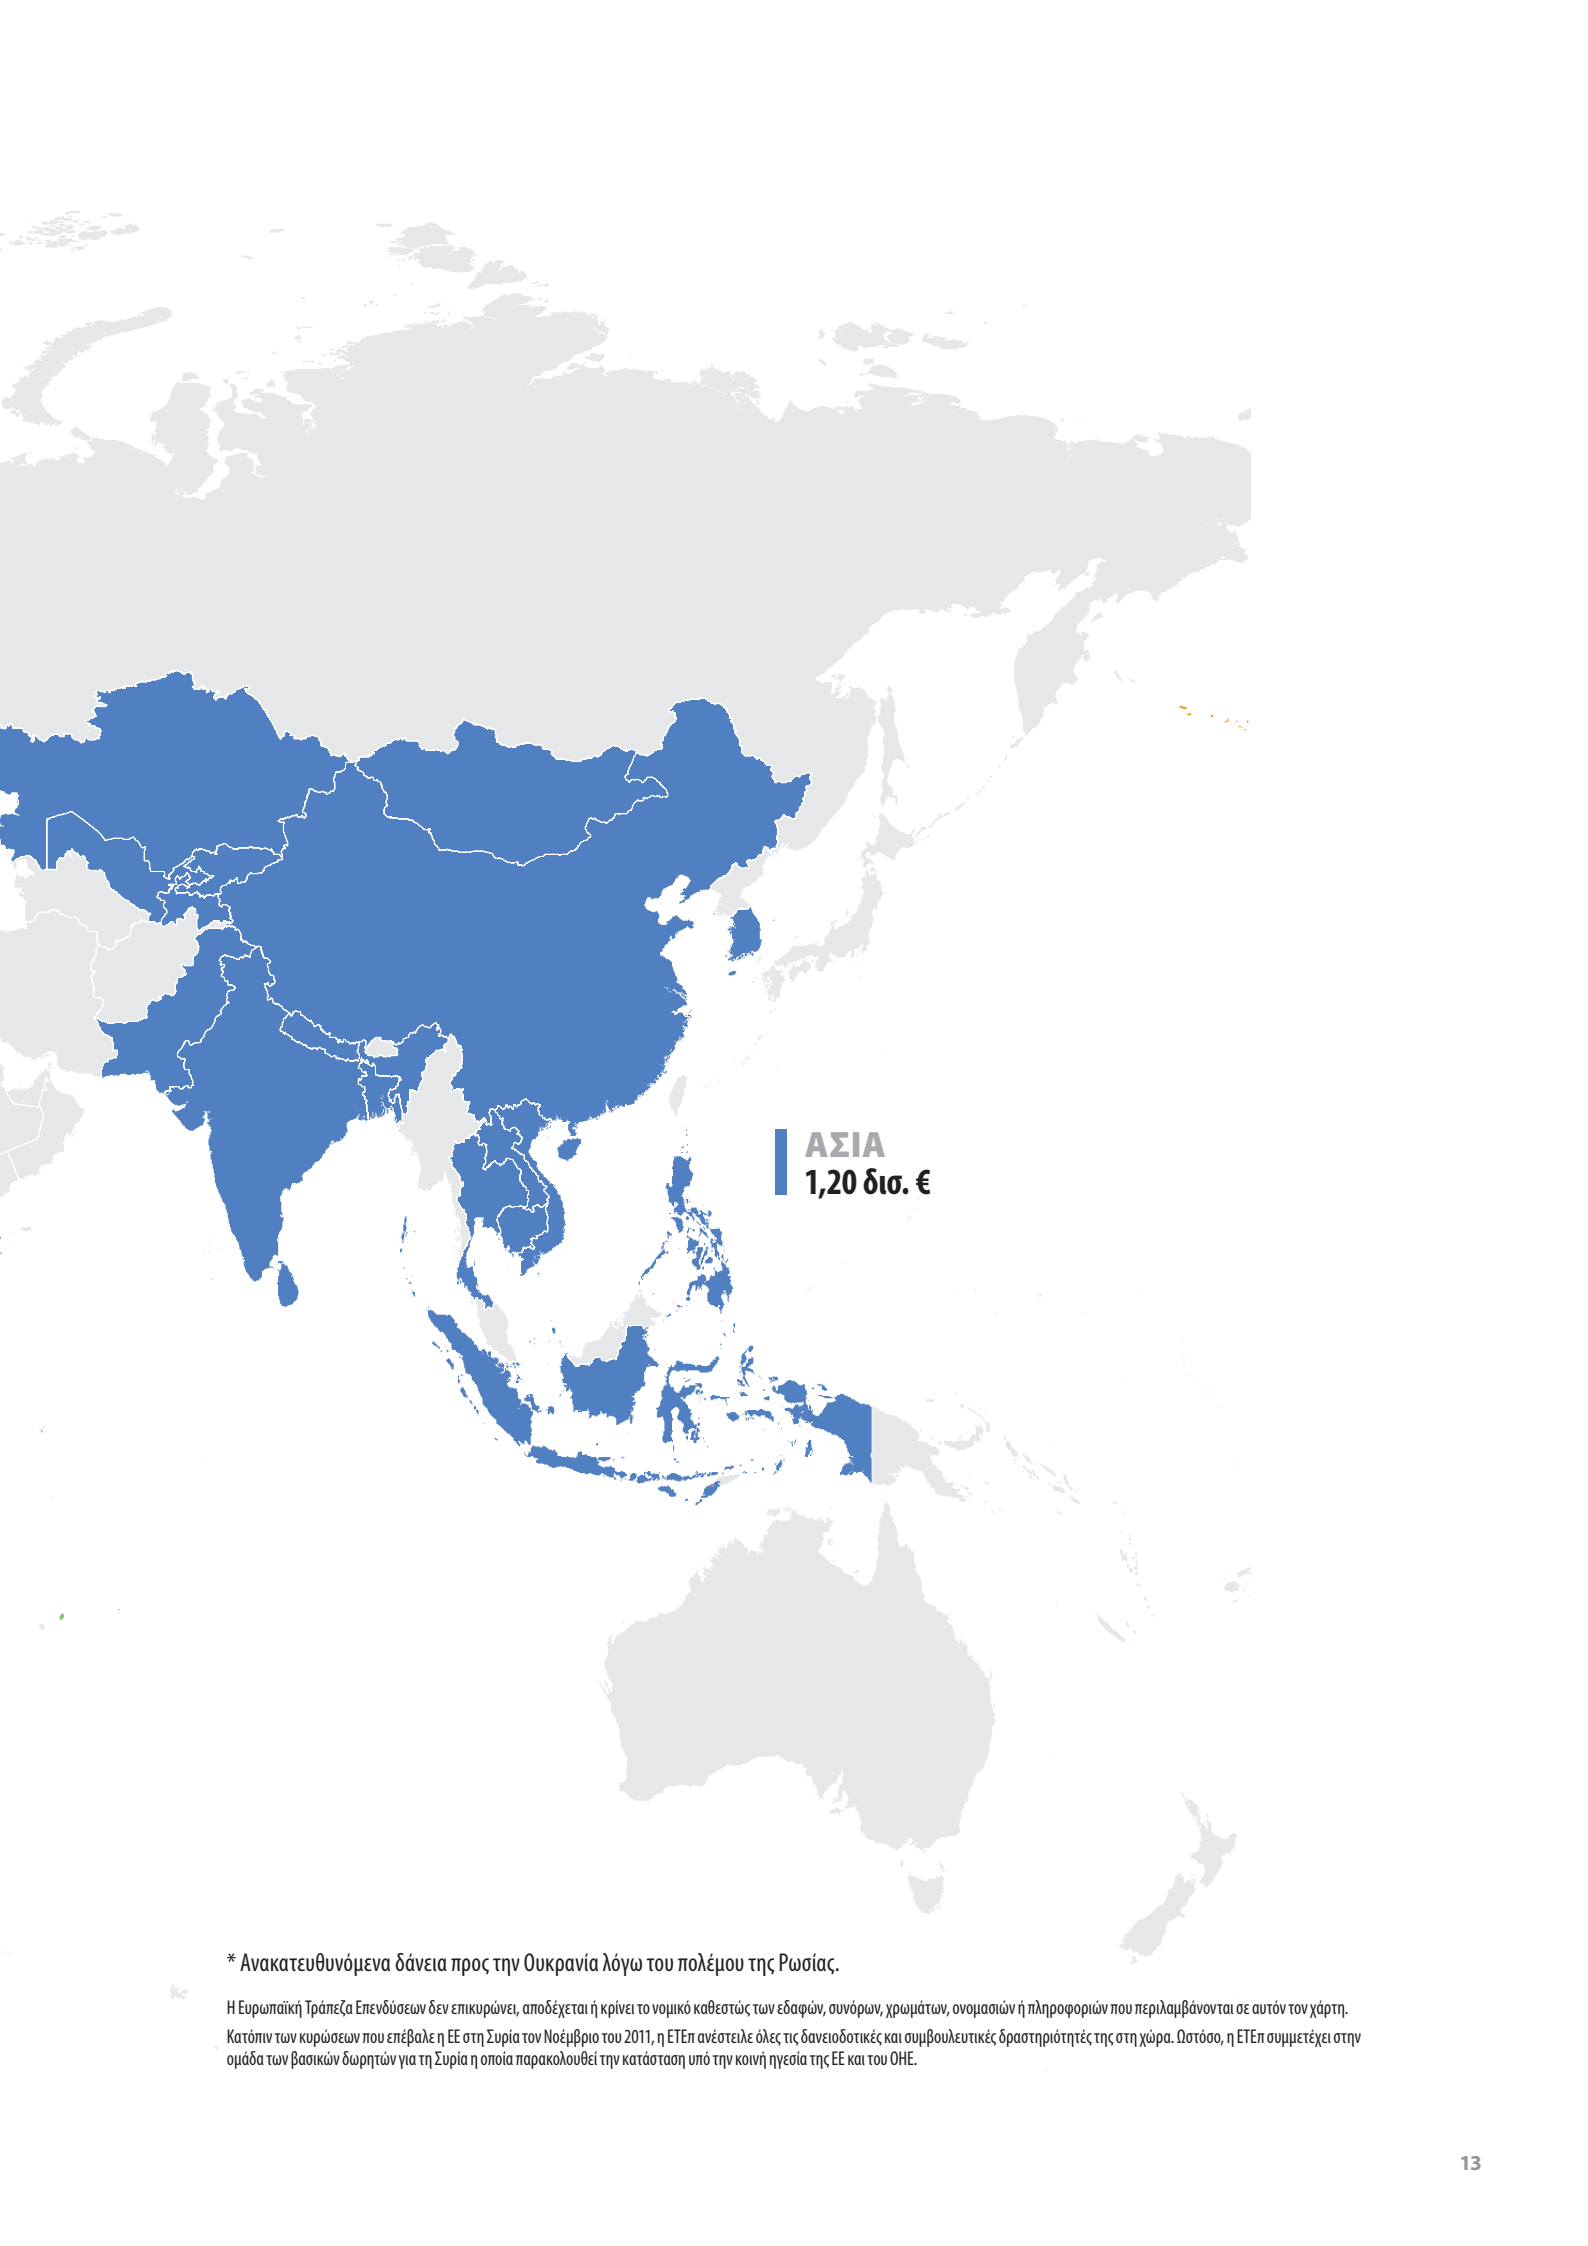 ΑΣΙΑ
1,20 δισ. €
* Ανακατευθυνόμενα δάνεια προς την Ουκρανία λόγω του πολέμου της Ρωσίας.
Η Ευρωπαϊκή Τράπεζα Επενδύσεων δεν επικυρώνει, αποδέχεται ή κρίνει το νομικό καθεστώς των εδαφών, συνόρων, χρωμάτων, ονομασιών ή πληροφοριών που περιλαμβάνονται σε αυτόν τον χάρτη.
Κατόπιν των κυρώσεων που επέβαλε η ΕΕ στη Συρία τον Νοέμβριο του 2011, η ΕΤΕπ ανέστειλε όλες τις δανειοδοτικές και συμβουλευτικές δραστηριότητές της στη χώρα. Ωστόσο, η ΕΤΕπ συμμετέχει στην
ομάδα των βασικών δωρητών για τη Συρία η οποία παρακολουθεί την κατάσταση υπό την κοινή ηγεσία της ΕΕ και του ΟΗΕ.
13